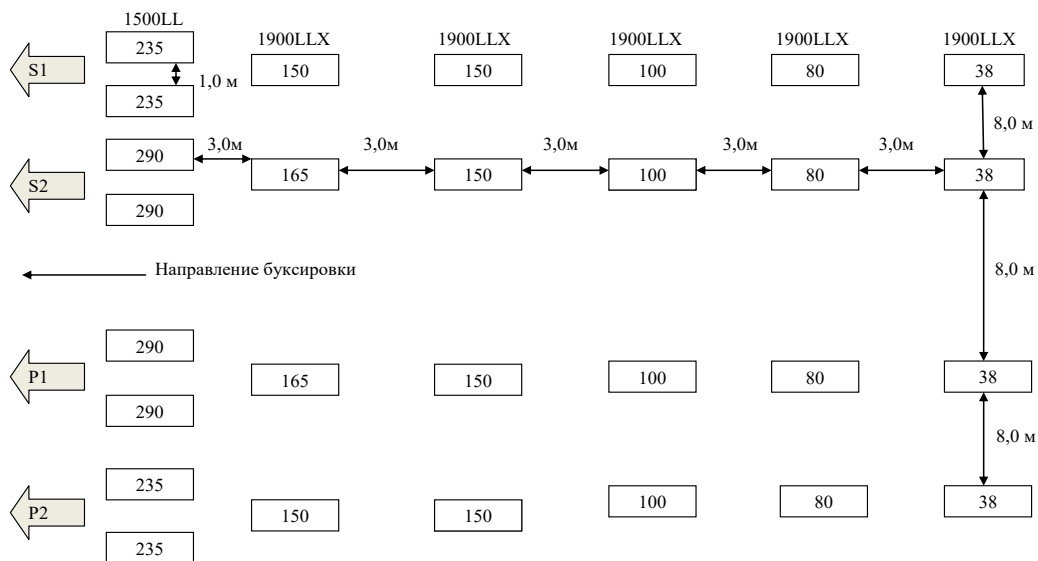 1500LL
1900LLX 1900LLX 1900LLX 1900LLX 1900LLX
235
S1 150 150 100 80 38
1,0 м
235
8,0 м
290 3,0м 3,0м 3,0м 3,0м 3,0м
S2 165 150 100 80 38
290
Направление буксировки 8,0 м
290
P1 165 150 100 80 38
290
8,0 м
235
P2 150 150 100 80 38
235